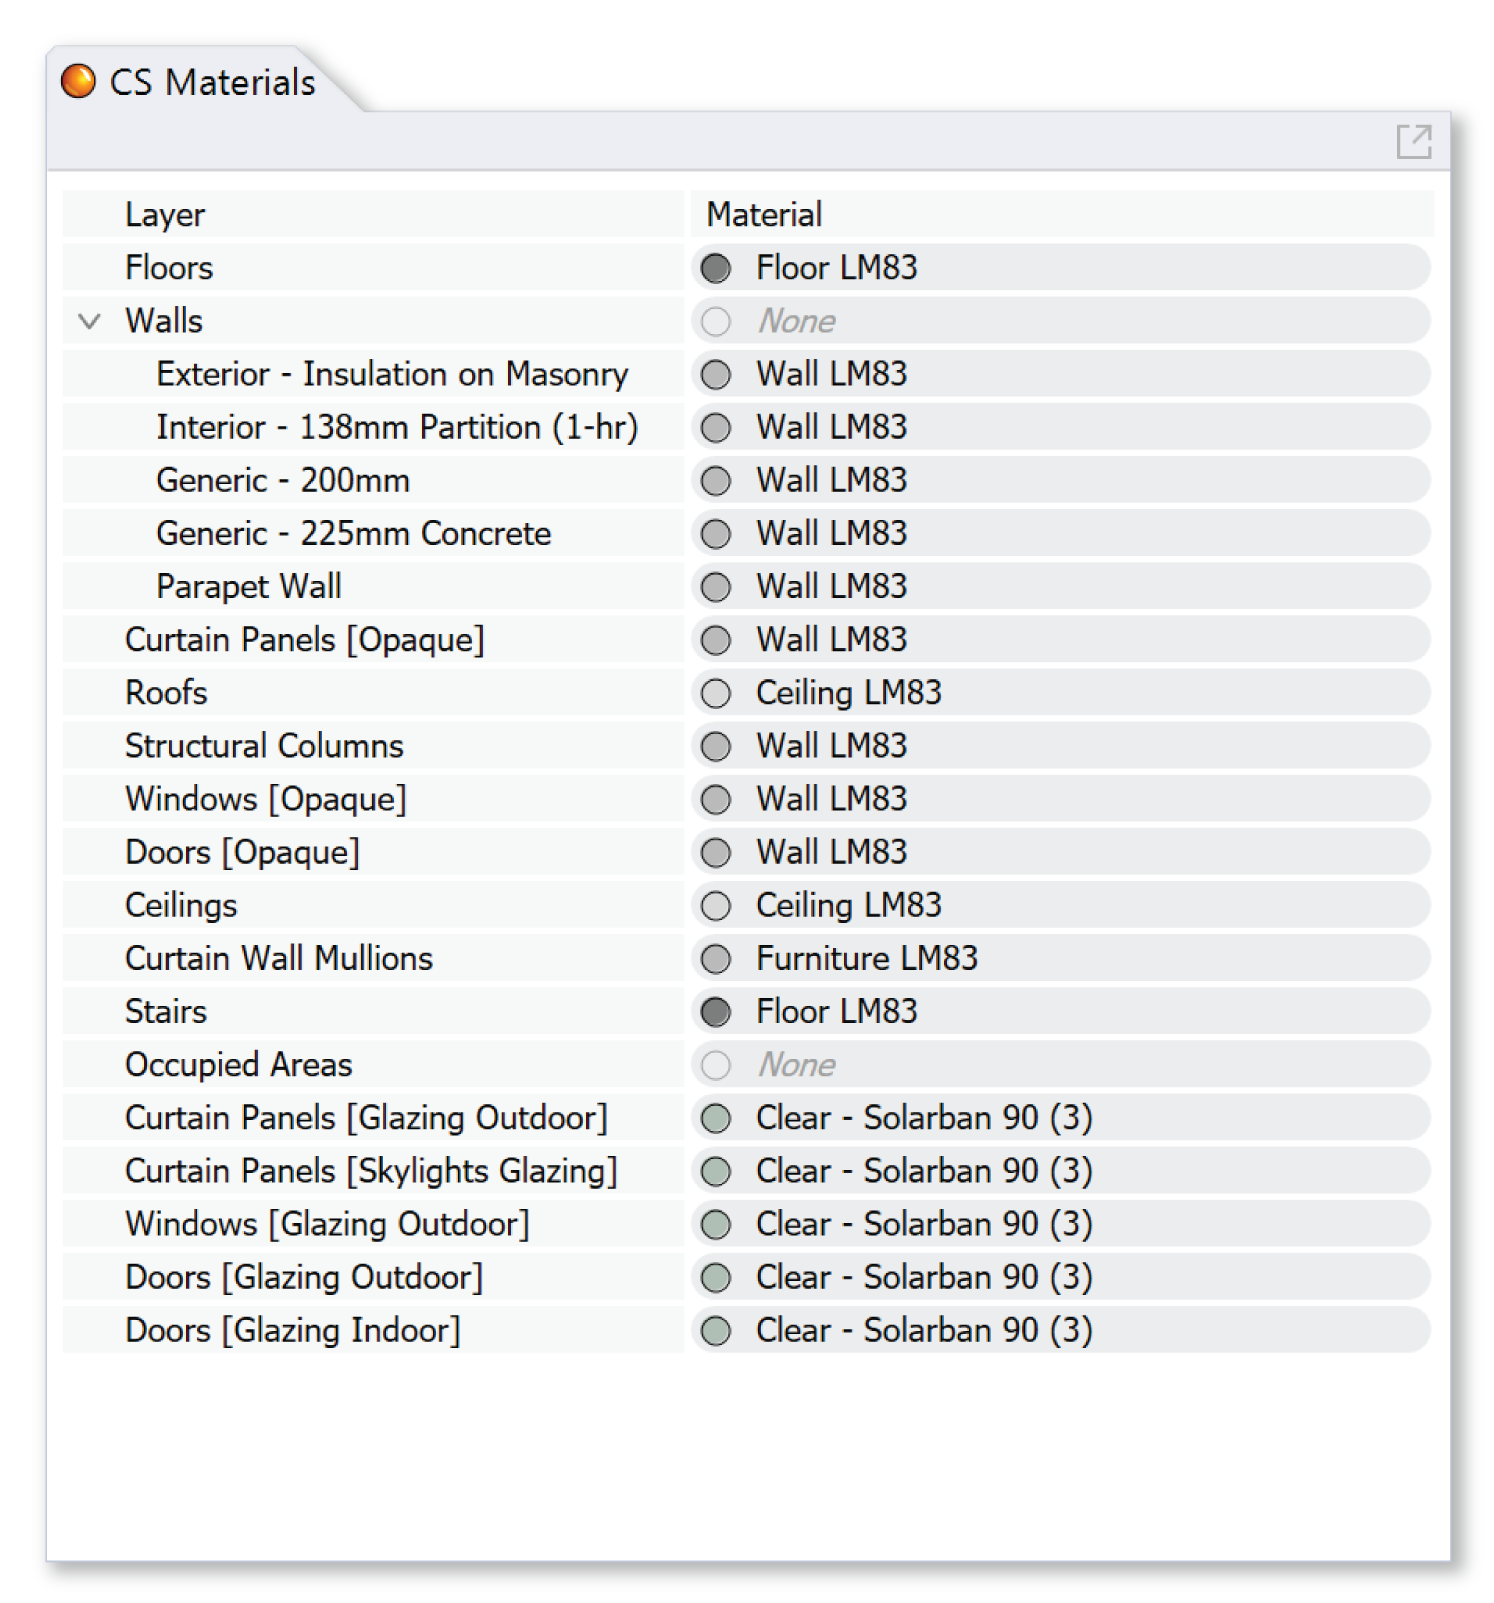 CS Materials
Layer Material
Floors Floor LM83
Walls None
Exterior - Insulation on Masonry Wall LM83
Interior - 138mm Partition (1-hr) Wall LM83
Generic - 200mm Wall LM83
Generic - 225mm Concrete Wall LM83
Parapet Wall Wall LM83
Curtain Panels [Opaque] Wall LM83
Roofs Ceiling LM83
Structural Columns Wall LM83
Windows [Opaque] Wall LM83
Doors [Opaque] Wall LM83
Ceilings Ceiling LM83
Curtain Wall Mullions Furniture LM83
Stairs Floor LM83
Occupied Areas None
Curtain Panels [Glazing Outdoor] Clear - Solarban 90 (3)
Curtain Panels [Skylights Glazing] Clear - Solarban 90 (3)
Windows [Glazing Outdoor] Clear - Solarban 90 (3)
Doors [Glazing Outdoor] Clear - Solarban 90 (3)
Doors [Glazing Indoor] Clear - Solarban 90 (3)